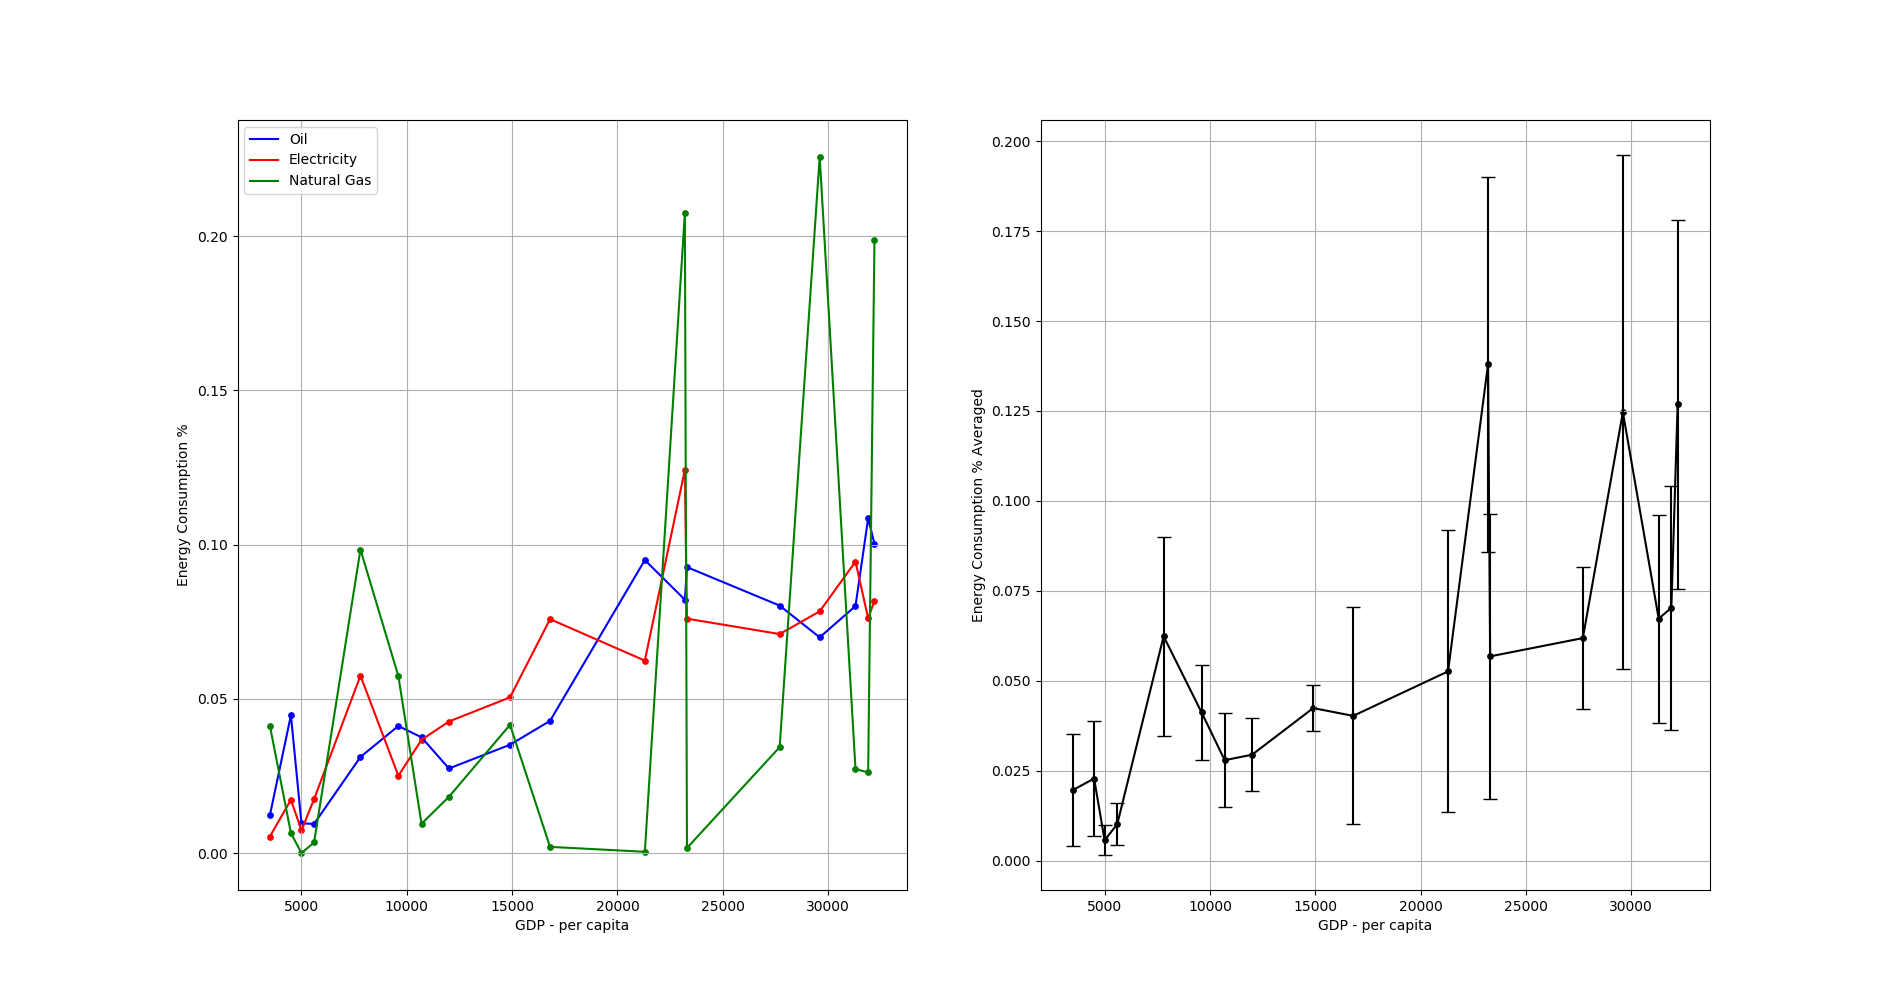 Oil
Electricity
Natural Gas
Energy Consumption %
0.20
0.15
0.10
0.05
0.00
5000 10000 15000 20000 25000 30000
GDP - per capita
Energy Consumption % Averaged
0.200
0.175
0.150
0.125
0.100
0.075
0.050
0.025
0.000
5000 10000 15000 20000 25000 30000
GDP - per capita